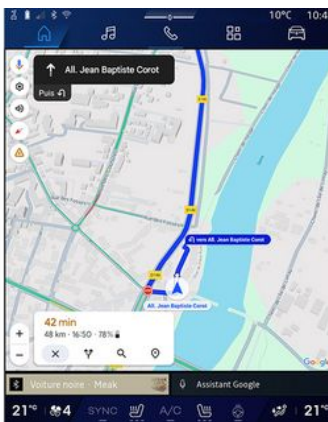 10°C 10:4
All. Jean Baptiste Corot
Puis
vers All. Jean Baptiste Corot
All. Jean Baptiste Corot
42 min
48 km · 16:50 · 78%
Google
Voiture noire - Meak
Assistant Google
21°C 4 SYNC A/C 21°C